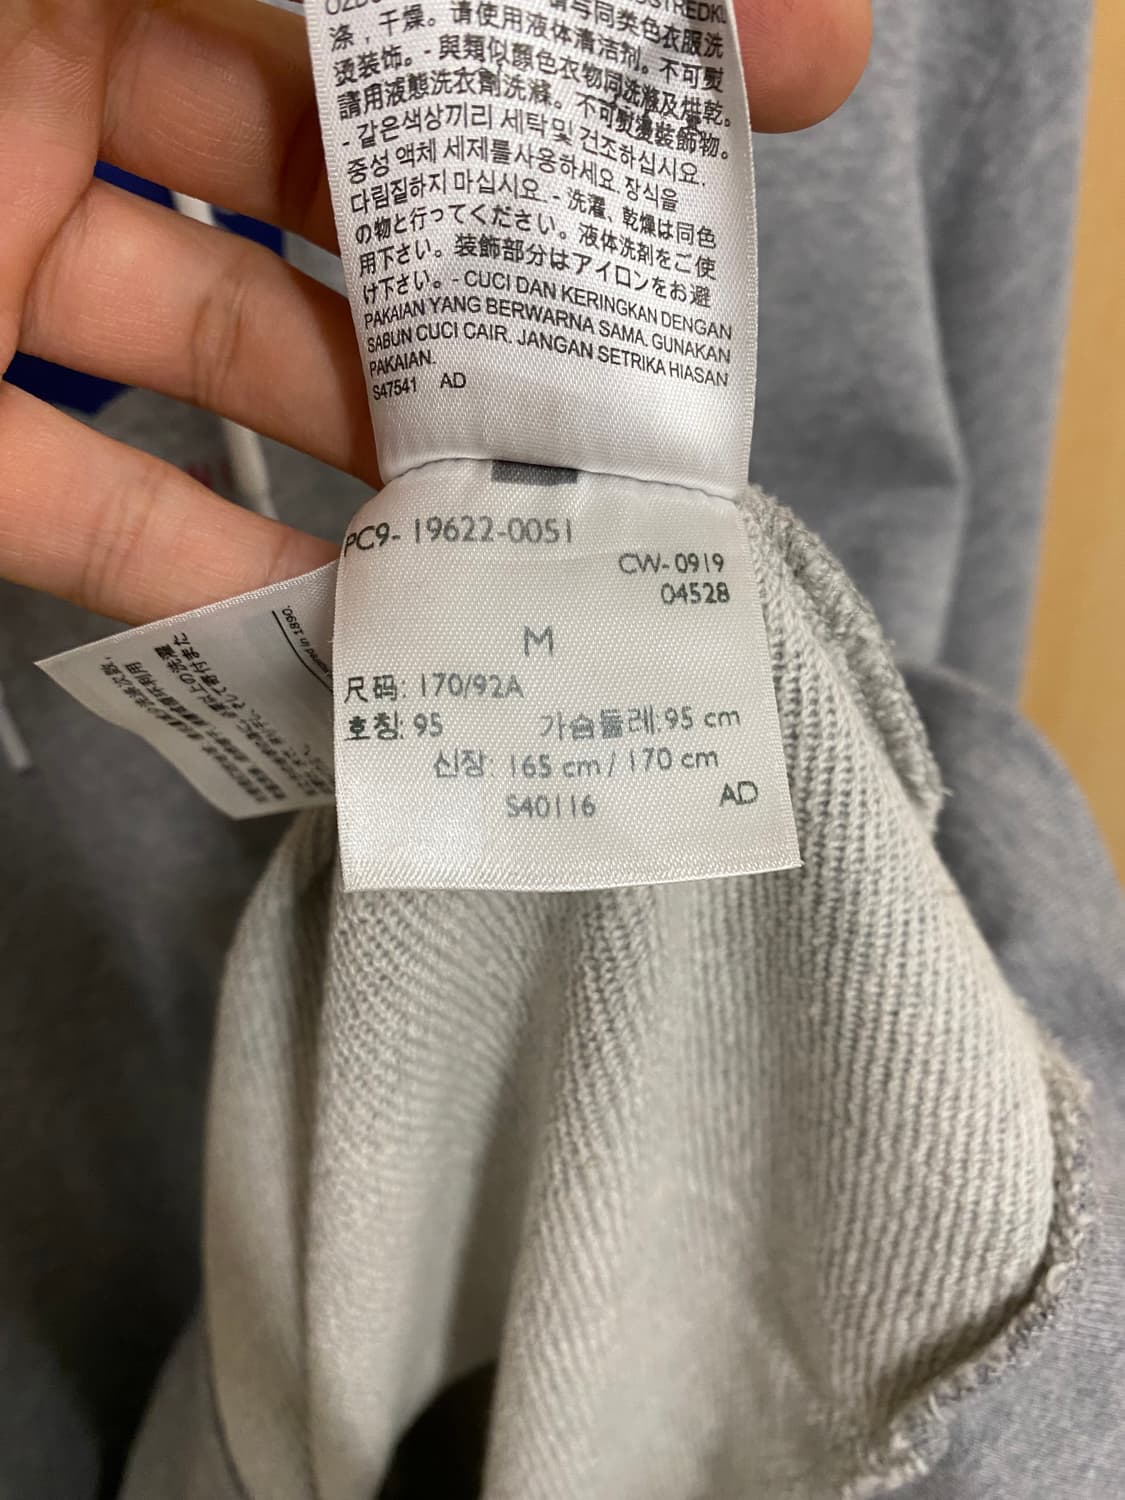 涤，干燥。请使用液体清洁剂。不可熨
烫装饰。- 與類似顏色衣物同洗滌及烘乾。
請用液態洗衣劑洗滌。不可熨燙裝飾物。
- 같은색상끼리 세탁및 건조하십시요.
중성 액체 세제를사용하세요. 장식을
다림질하지 마십시요. - 洗濯、乾燥は同色
の物と行ってください。液体洗剤をご使
用下さい。装飾部分はアイロンをお避
け下さい。- CUCI DAN KERINGKAN DENGAN
PAKAIAN YANG BERWARNA SAMA. GUNAKAN
SABUN CUCI CAIR. JANGAN SETRIKA HIASAN
PAKAIAN.
S47541 AD
PC9- 19622-0051
CW-0919
04528
M
尺码: 170/92A
호칭: 95 가슴둘레: 95 cm
신장: 165 cm / 170 cm
S40116 AD
in 1890.